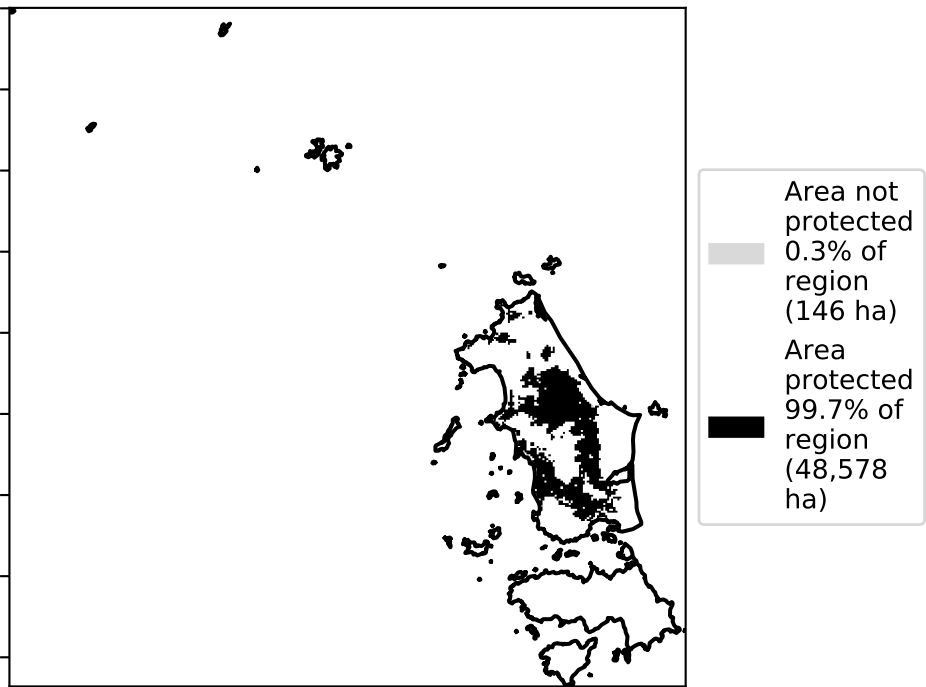 Area not
protected
0.3% of
region
(146 ha)
Area
protected
99.7% of
region
(48,578
ha)